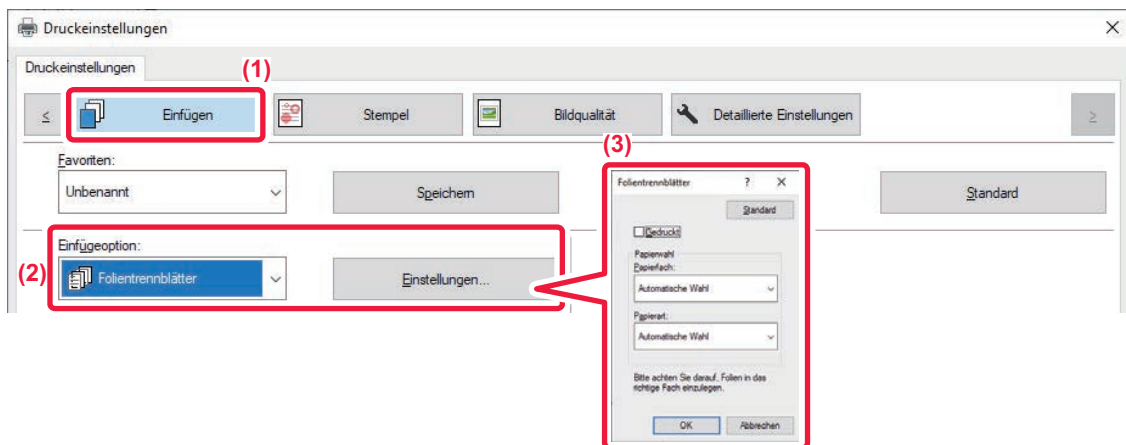 Druckeinstellungen
Druckeinstellungen
(1)
< Einfügen Stempel Bildqualität Detaillierte Einstellungen >
(3)
Favoriten:
Unbenannt Speichern Standard
Einfügeoption:
(2) Folientrennblätter Einstellungen...
Folientrennblätter ? X
Standard
Gedruckt
Papierwahl
Papierfach:
Automatische Wahl
Papierart:
Automatische Wahl
Bitte achten Sie darauf, Folien in das
richtige Fach einzulegen.
OK Abbrechen